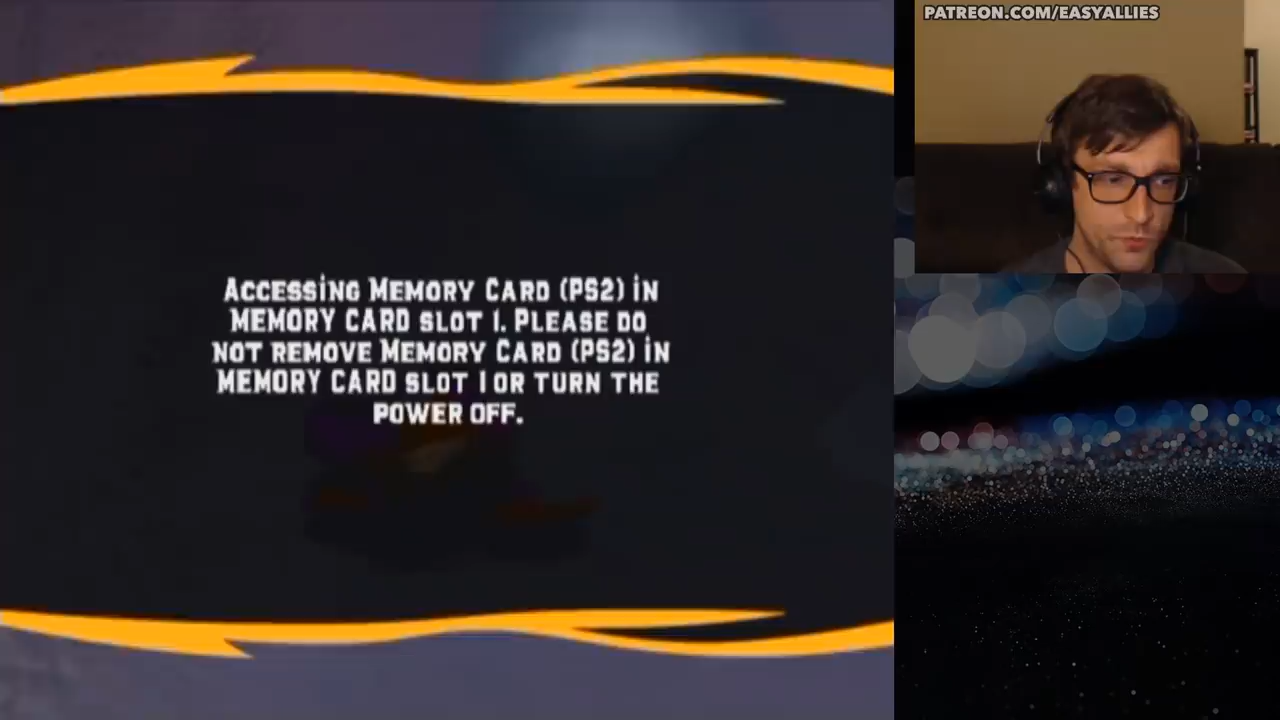 PATREON.COM/EASYALLIES
ACCESSING MEMORY CARD (PS2) IN
MEMORY CARD SLOT 1. PLEASE DO
NOT REMOVE MEMORY CARD (PS2) IN
MEMORY CARD SLOT 1 OR TURN THE
POWER OFF.